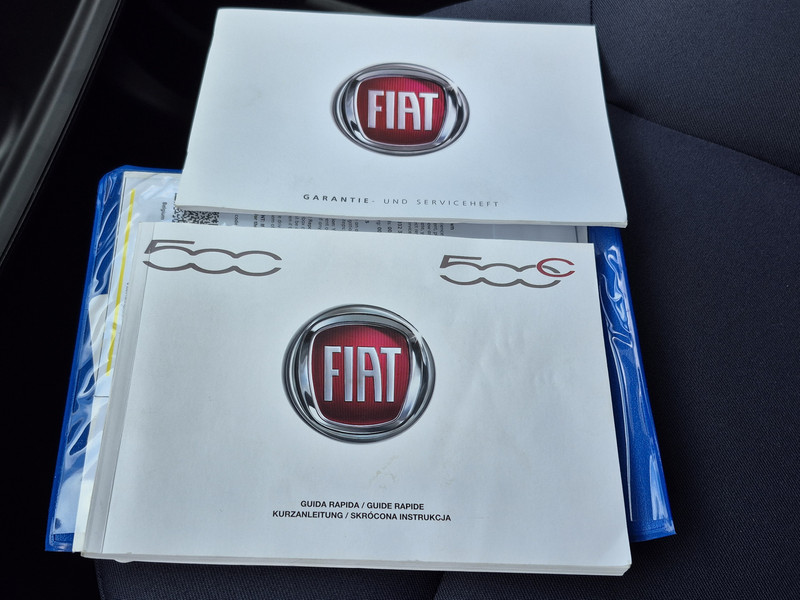 FIAT
GARANTIE- UND SERVICEHEFT
500
500C
FIAT
GUIDA RAPIDA / GUIDE RAPIDE
KURZANLEITUNG / SKRÓCONA INSTRUKCJA